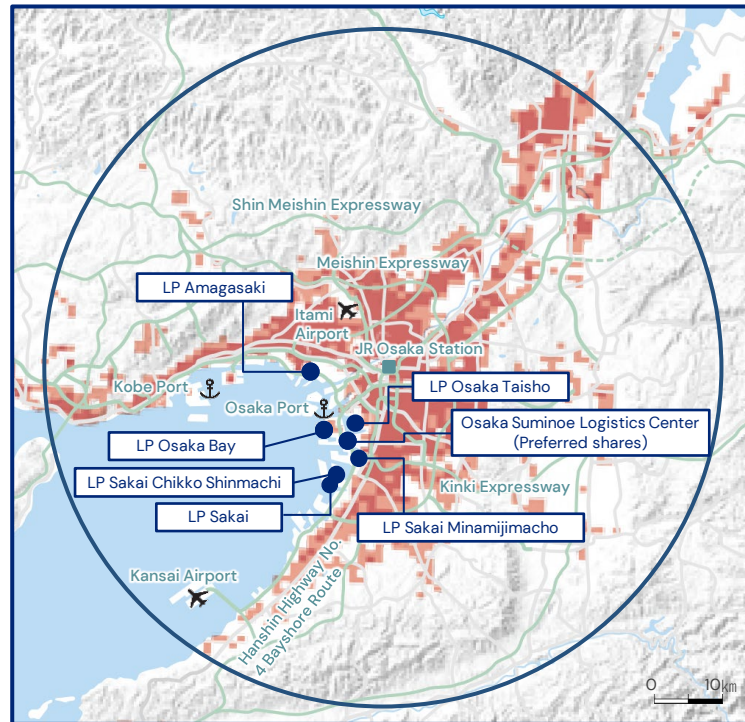 Shin Meishin Expressway
Meishin Expressway
LP Amagasaki
Itami
Airport
JR Osaka Station
Kobe Port
LP Osaka Taisho
Osaka Port
Osaka Suminoe Logistics Center
(Preferred shares)
LP Osaka Bay
LP Sakai Chikko Shinmachi
Kinki Expressway
LP Sakai
LP Sakai Minamijimacho
Kansai Airport
Hanshin Highway No.
4 Bayshore Route
0 10km